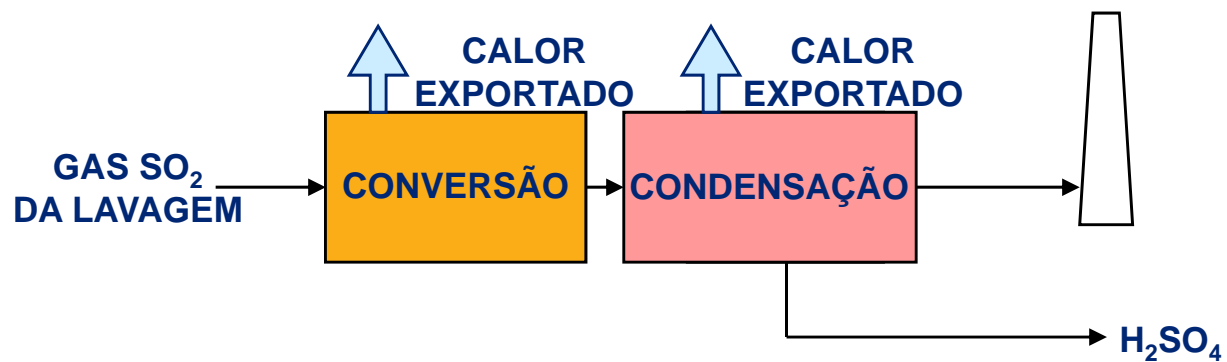 CALOR
EXPORTADO
CALOR
EXPORTADO
GAS SO₂
DA LAVAGEM
CONVERSÃO
CONDENSAÇÃO
H₂SO₄